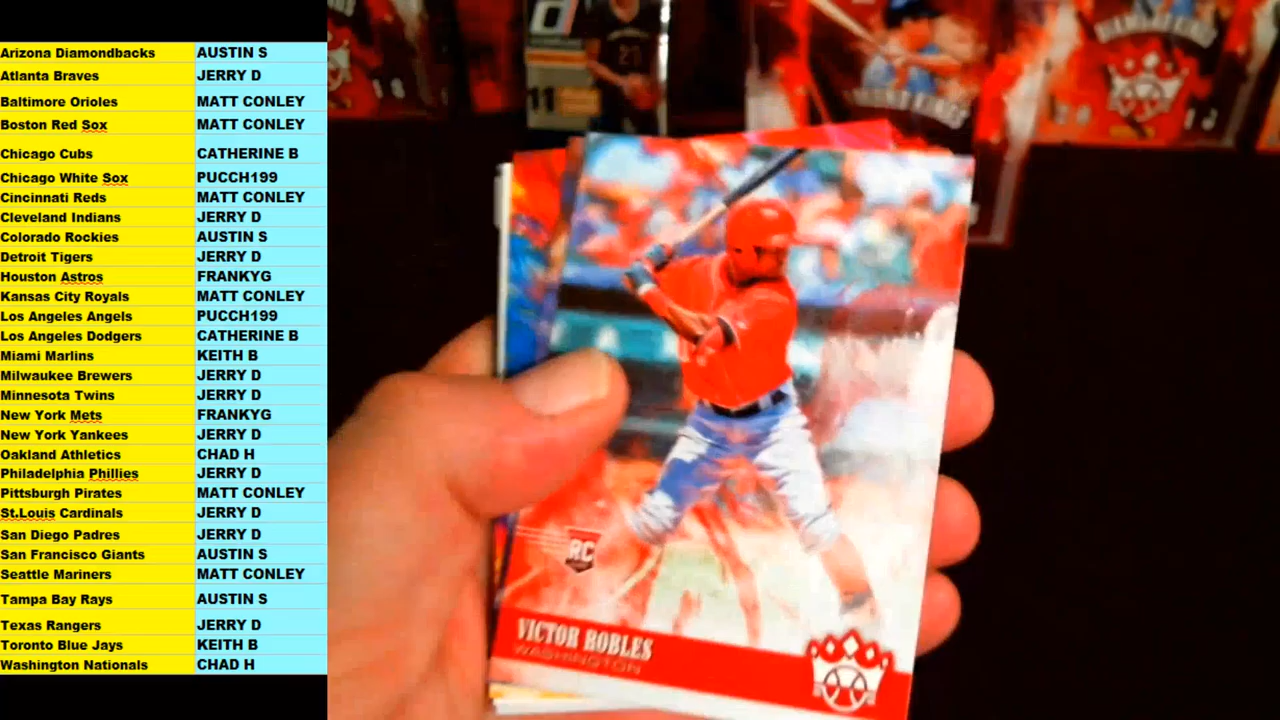 Arizona Diamondbacks AUSTIN S
Atlanta Braves JERRY D
Baltimore Orioles MATT CONLEY
Boston Red Sox MATT CONLEY
Chicago Cubs CATHERINE B
Chicago White Sox PUCCH199
Cincinnati Reds MATT CONLEY
Cleveland Indians JERRY D
Colorado Rockies AUSTIN S
Detroit Tigers JERRY D
Houston Astros FRANKYG
Kansas City Royals MATT CONLEY
Los Angeles Angels PUCCH199
Los Angeles Dodgers CATHERINE B
Miami Marlins KEITH B
Milwaukee Brewers JERRY D
Minnesota Twins JERRY D
New York Mets FRANKYG
New York Yankees JERRY D
Oakland Athletics CHAD H
Philadelphia Phillies JERRY D
Pittsburgh Pirates MATT CONLEY
St.Louis Cardinals JERRY D
San Diego Padres JERRY D
San Francisco Giants AUSTIN S
Seattle Mariners MATT CONLEY
Tampa Bay Rays AUSTIN S
Texas Rangers JERRY D
Toronto Blue Jays KEITH B
Washington Nationals CHAD H
d
11
RC
VICTOR ROBLES
WASHINGTON